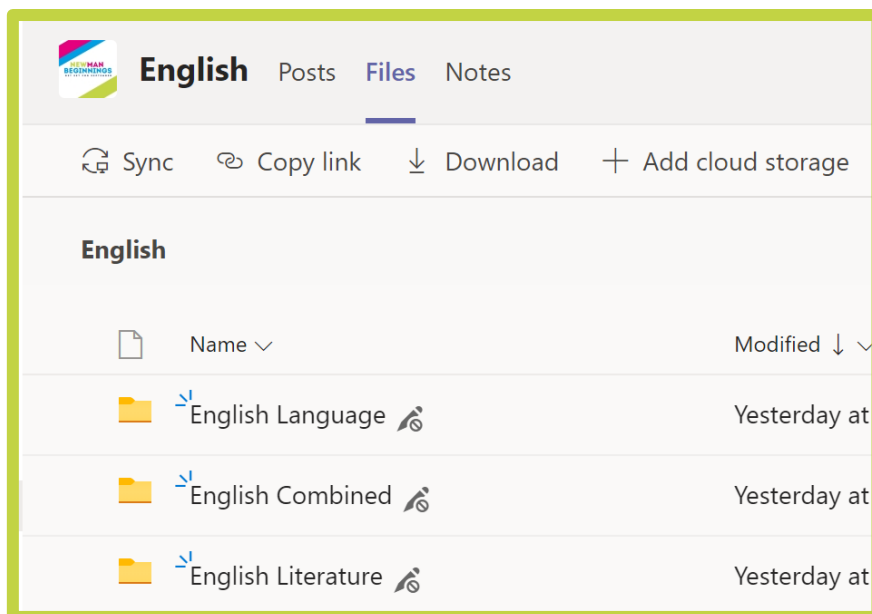 NEWMAN
BEGINNINGS
English Posts Files Notes
Sync Copy link Download Add cloud storage
English
Name Modified
English Language Yesterday at
English Combined Yesterday at
English Literature Yesterday at